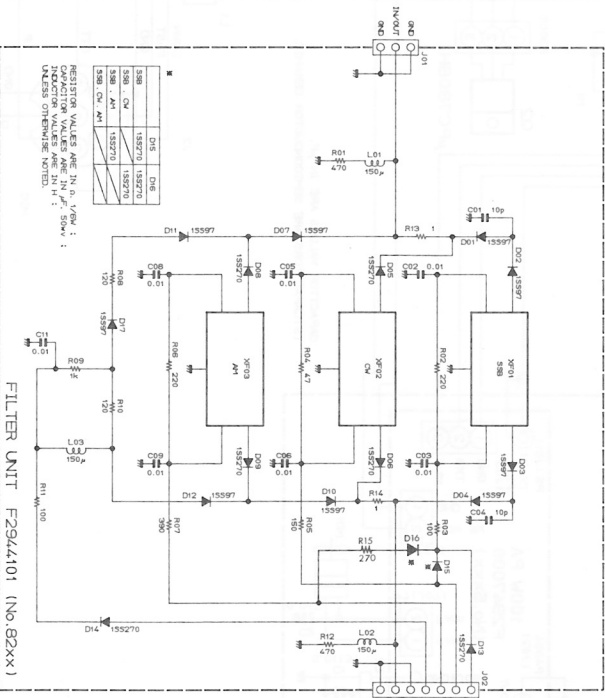 GND
IN/OUT
GND
J01
RESISTOR VALUES ARE IN Ω, 1/6W ;
CAPACITOR VALUES ARE IN μF, 50WV ;
INDUCTOR VALUES ARE IN H ;
UNLESS OTHERWISE NOTED.
D15 D16
SSB 1SS270 1SS270
SSB . CW 1SS270
SSB . AM 1SS270
SSB . CW . AM
R01
470
L01
150μ
C01 10p
R13 1
D01 1SS97
D02
1SS97
D11 1SS97
D07 1SS97
C08
0.01
D08
1SS270
C05
0.01
D05
1SS270
C02 0.01
R08
120
1SS97
D17
C11
0.01
R09
1k
R10
120
XF03
AM
R06
220
XF02
CW
R04
47
XF01
SSB
R02
220
L03
150μ
C09
0.01
1SS270
D09
C06
0.01
1SS270
D06
C03
0.01
1SS97
D03
D12 1SS97
D10
1SS97
R14
1
D04 1SS97
C04 10p
R11
100
R07
390
R05
150
R03
100
R15
270
D16
D15
D14 1SS270
R12
470
L02
150μ
1SS270
D13
J02
FILTER UNIT F2944101 (No.82xx)